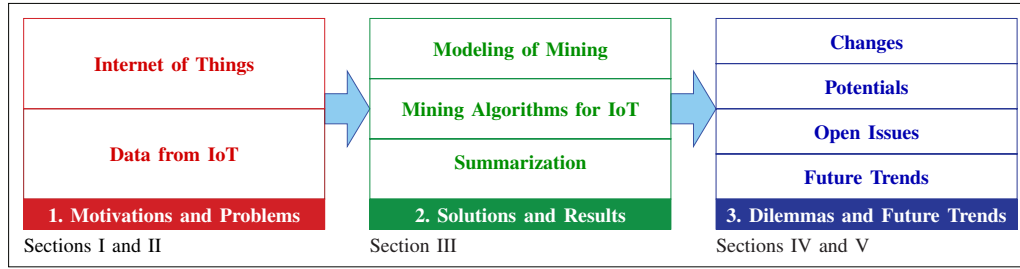 Internet of Things
Data from IoT
1. Motivations and Problems
Sections I and II
Modeling of Mining
Mining Algorithms for IoT
Summarization
2. Solutions and Results
Section III
Changes
Potentials
Open Issues
Future Trends
3. Dilemmas and Future Trends
Sections IV and V